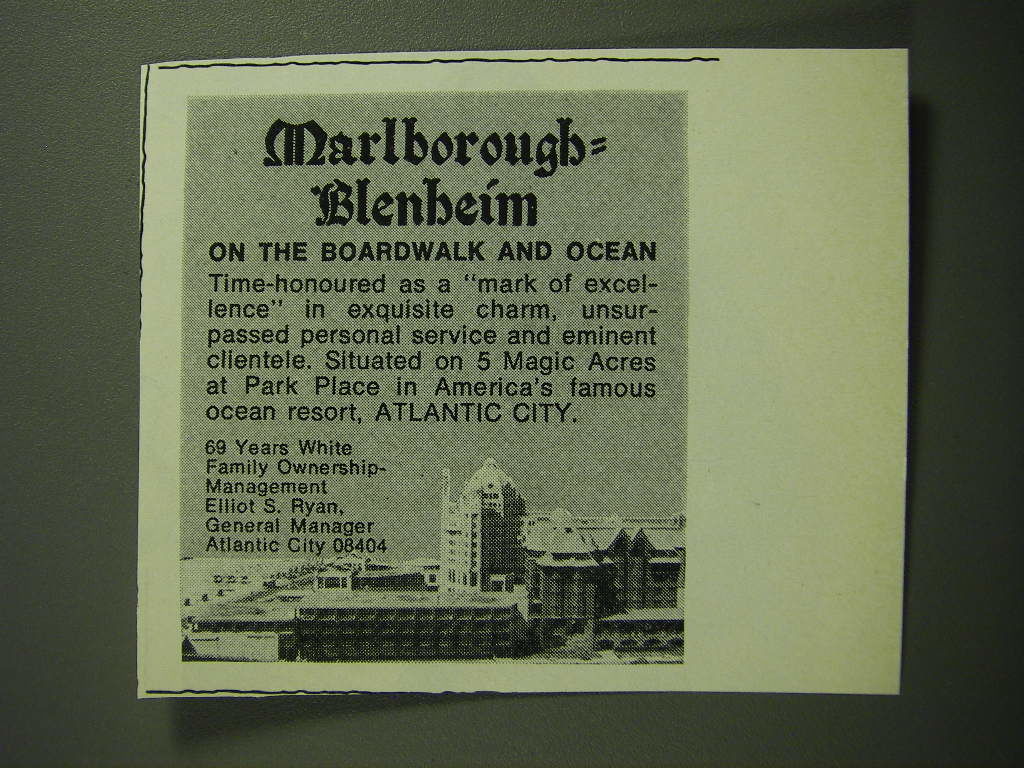 Marlborough=
Blenheim
ON THE BOARDWALK AND OCEAN
Time-honoured as a "mark of excel-
lence" in exquisite charm, unsur-
passed personal service and eminent
clientele. Situated on 5 Magic Acres
at Park Place in America's famous
ocean resort, ATLANTIC CITY.
69 Years White
Family Ownership-
Management
Elliot S. Ryan,
General Manager
Atlantic City 08404